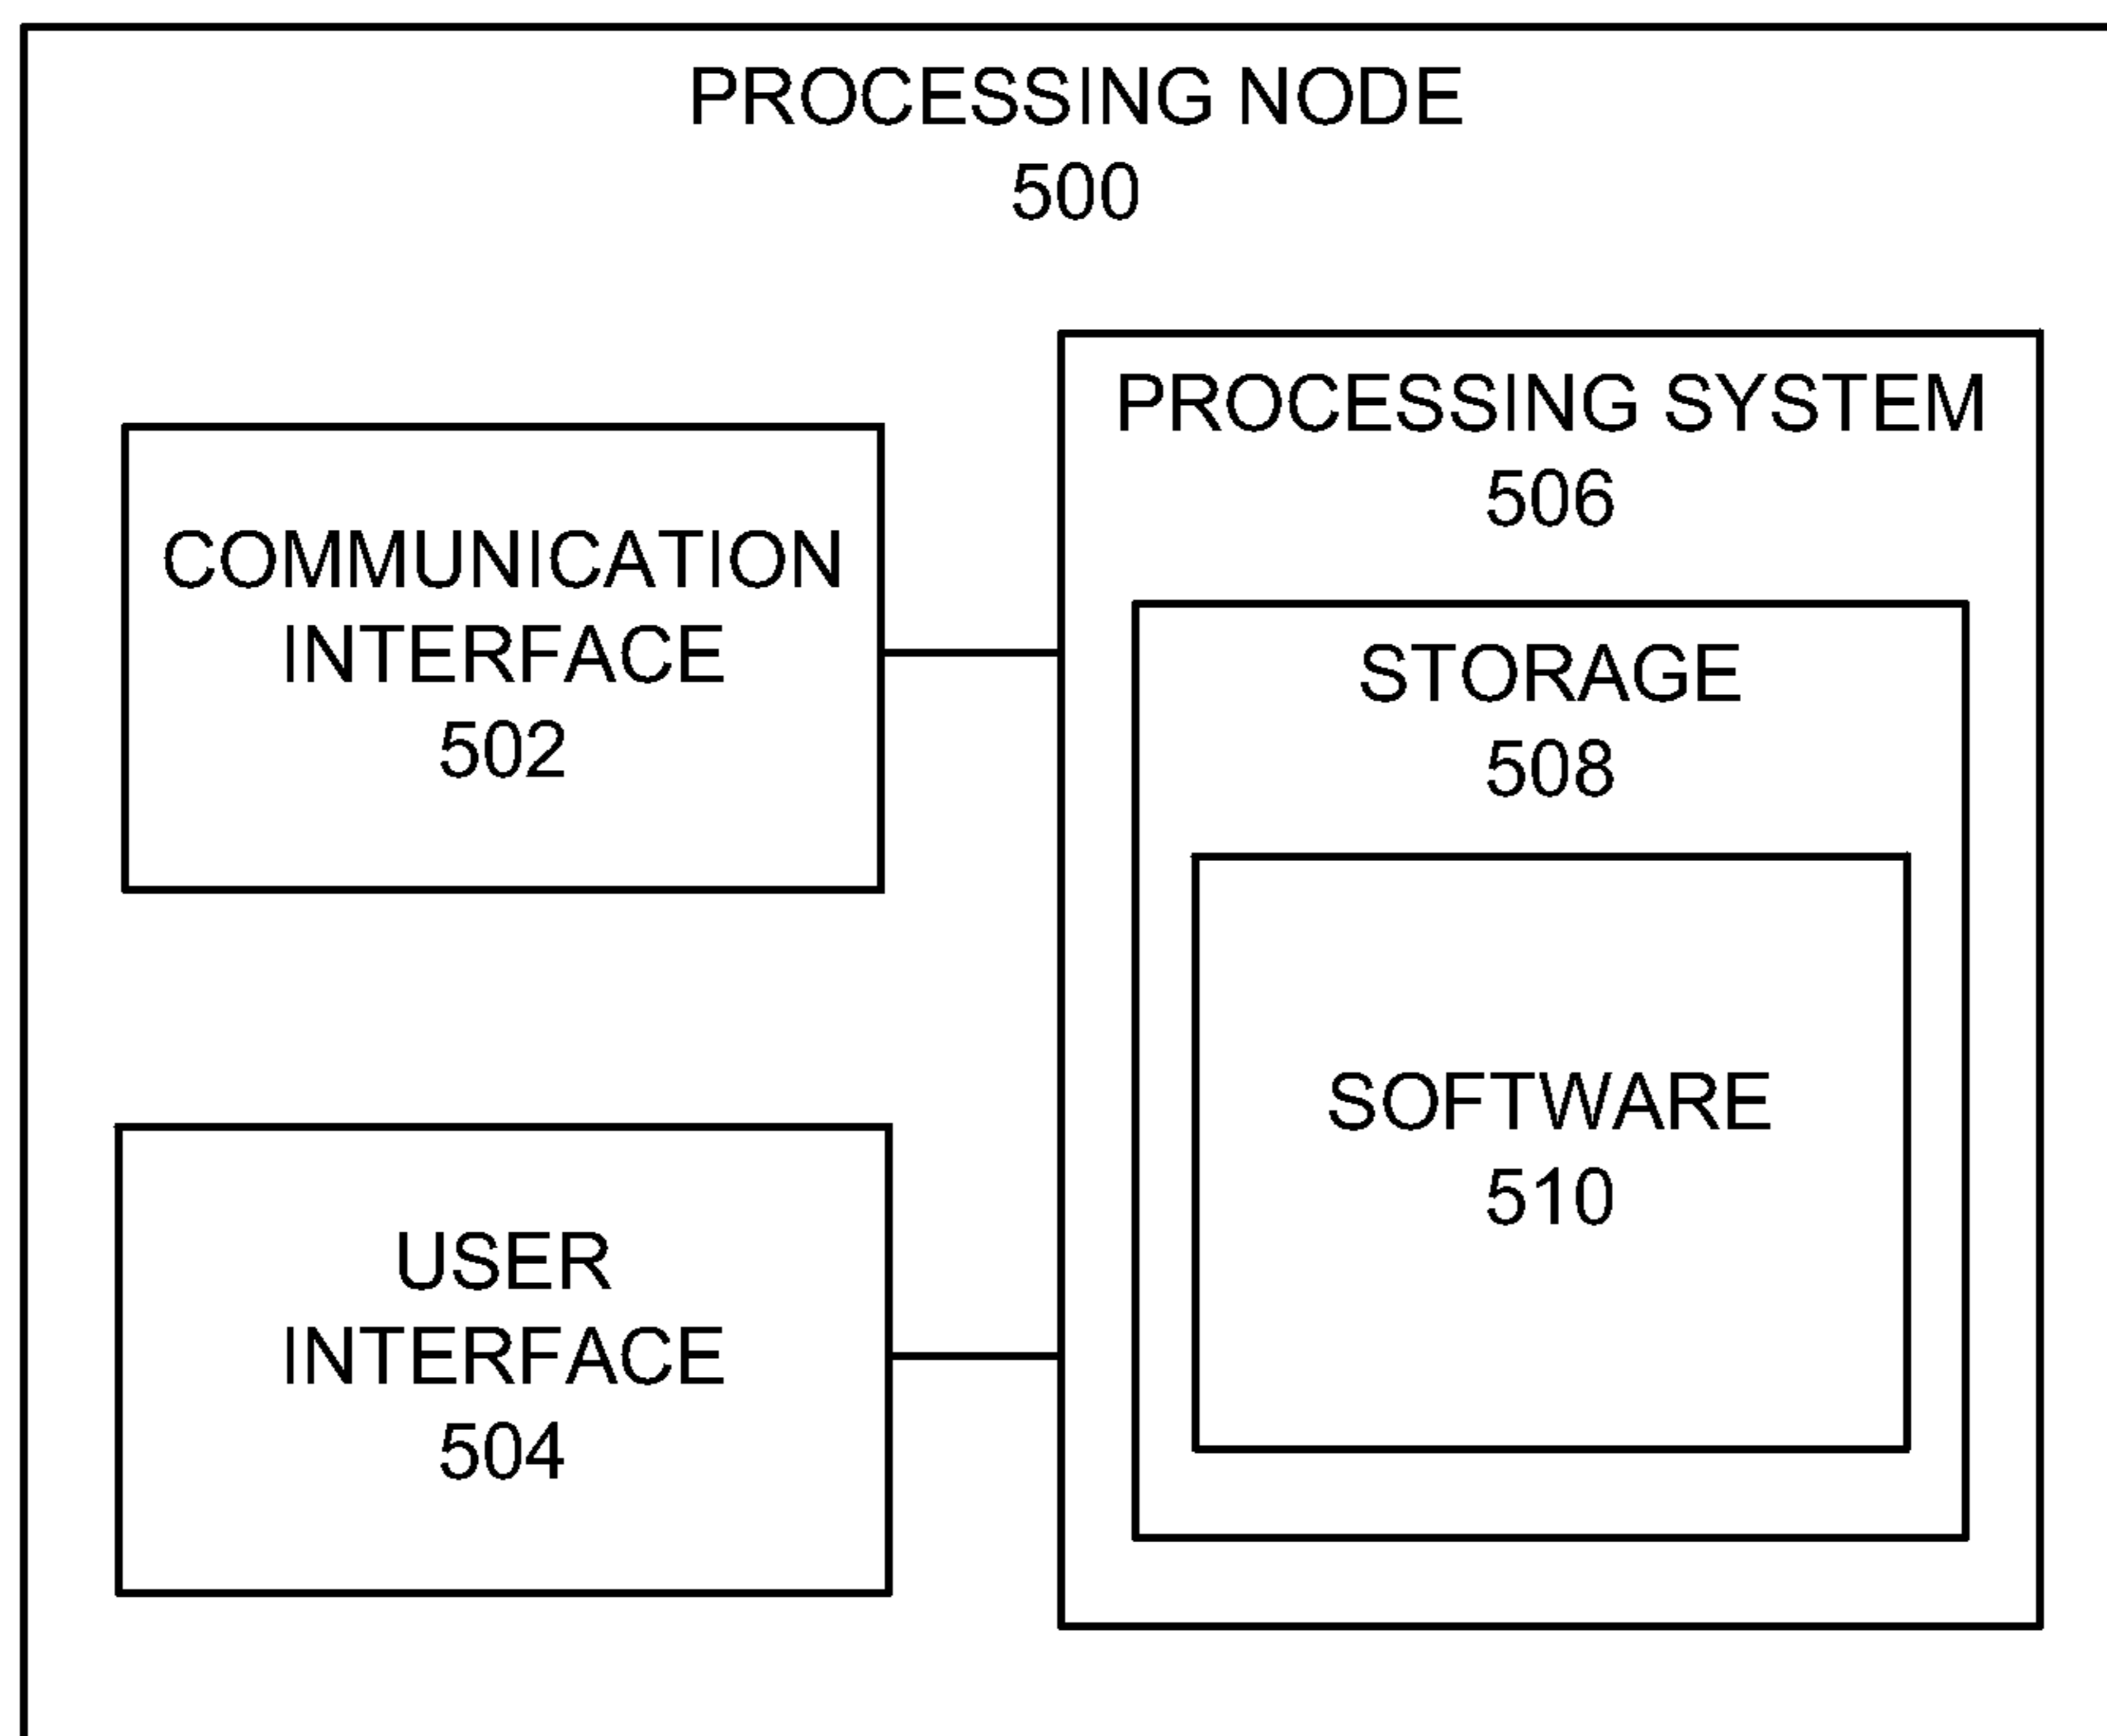 PROCESSING NODE
500
COMMUNICATION
INTERFACE
502
USER
INTERFACE
504
PROCESSING SYSTEM
506
STORAGE
508
SOFTWARE
510